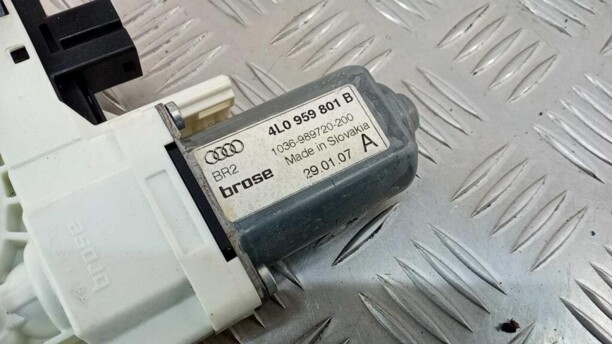 4L0 959 801 B
1036-989720-200
BR2
Made in Slovakia
brose
29.01.07
A
brose